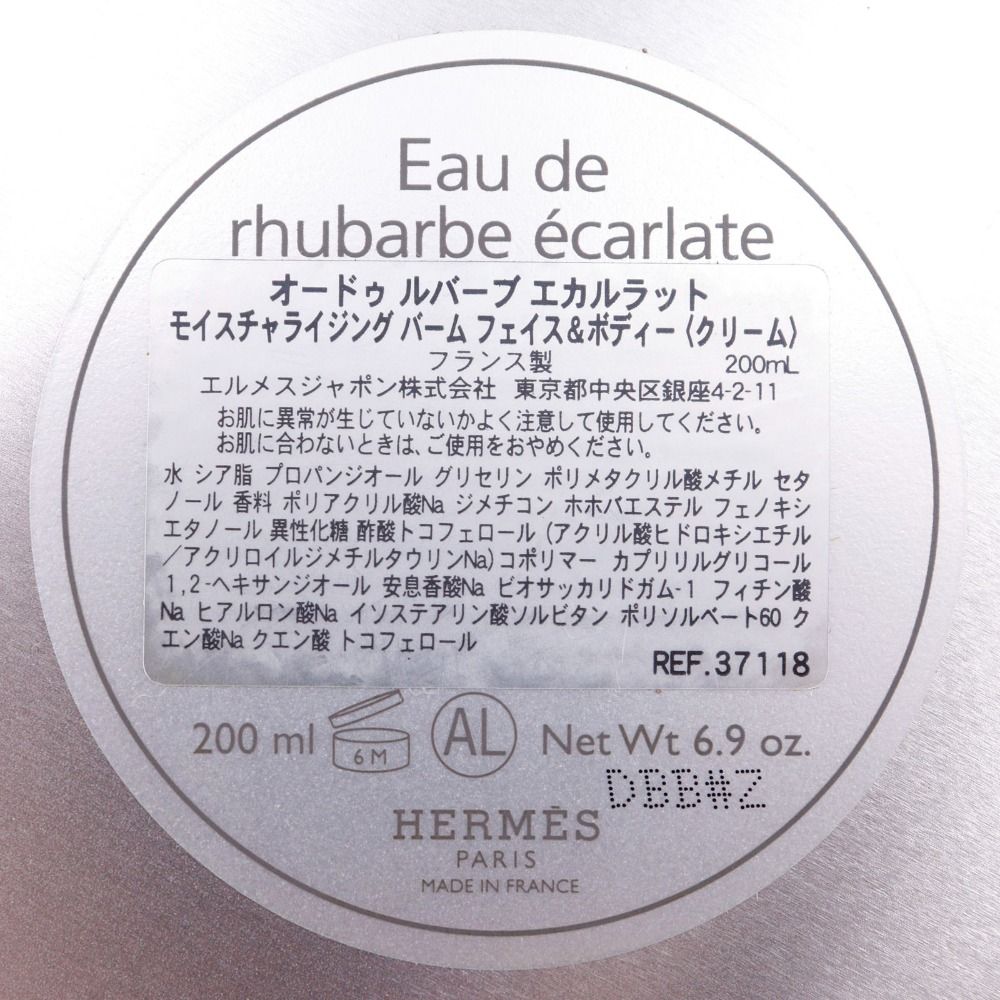 Eau de
rhubarbe écarlate
オードゥ ルバーブ エカルラット
モイスチャライジング バーム フェイス&ボディー (クリーム)
フランス製 200mL
エルメスジャポン株式会社 東京都中央区銀座4-2-11
お肌に異常が生じていないかよく注意して使用してください。
お肌に合わないときは、ご使用をおやめください。
水 シア脂 プロパンジオール グリセリン ポリメタクリル酸メチル セタ
ノール 香料 ポリアクリル酸Na ジメチコン ホホバエステル フェノキシ
エタノール 異性化糖 酢酸トコフェロール (アクリル酸ヒドロキシエチル
/アクリロイルジメチルタウリンNa)コポリマー カプリリルグリコール
1,2-ヘキサンジオール 安息香酸Na ビオサッカリドガム-1 フィチン酸
Na ヒアルロン酸Na イソステアリン酸ソルビタン ポリソルベート60 ク
エン酸Na クエン酸 トコフェロール
REF.37118
200 ml 6 M AL Net Wt 6.9 oz.
DBB#Z
HERMÈS
PARIS
MADE IN FRANCE